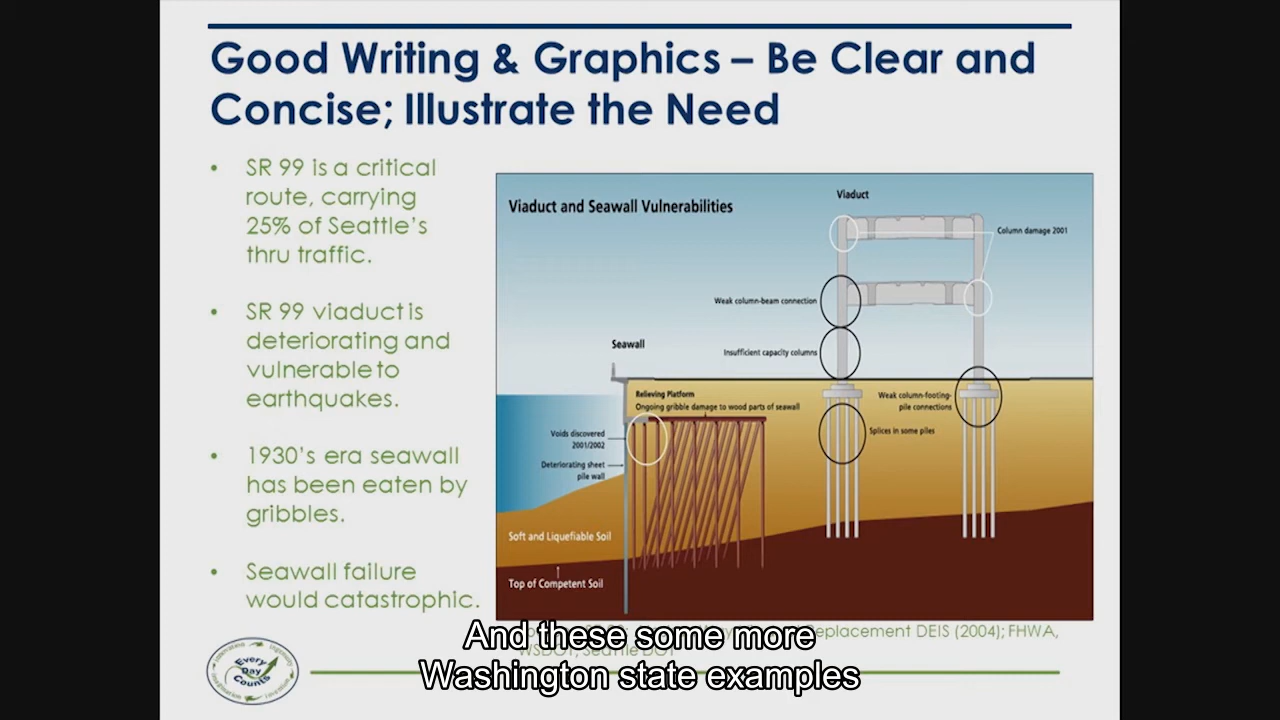 Good Writing & Graphics – Be Clear and
Concise; Illustrate the Need
• SR 99 is a critical
route, carrying
25% of Seattle's
thru traffic.
• SR 99 viaduct is
deteriorating and
vulnerable to
earthquakes.
• 1930's era seawall
has been eaten by
gribbles.
• Seawall failure
would catastrophic.
Viaduct and Seawall Vulnerabilities
Viaduct
Column damage 2001
Weak column-beam connection
Insufficient capacity columns
Seawall
Relieving Platform
Ongoing gribble damage to wood parts of seawall
Weak column-footing-
pile connections
Splices in some piles
Voids discovered
2001/2002
Deteriorating sheet
pile wall
Soft and Liquefiable Soil
Top of Competent Soil
Replacement DEIS (2004); FHWA,
WSDOT, Seattle DOT
Every
Day
Counts
And these some more
Washington state examples